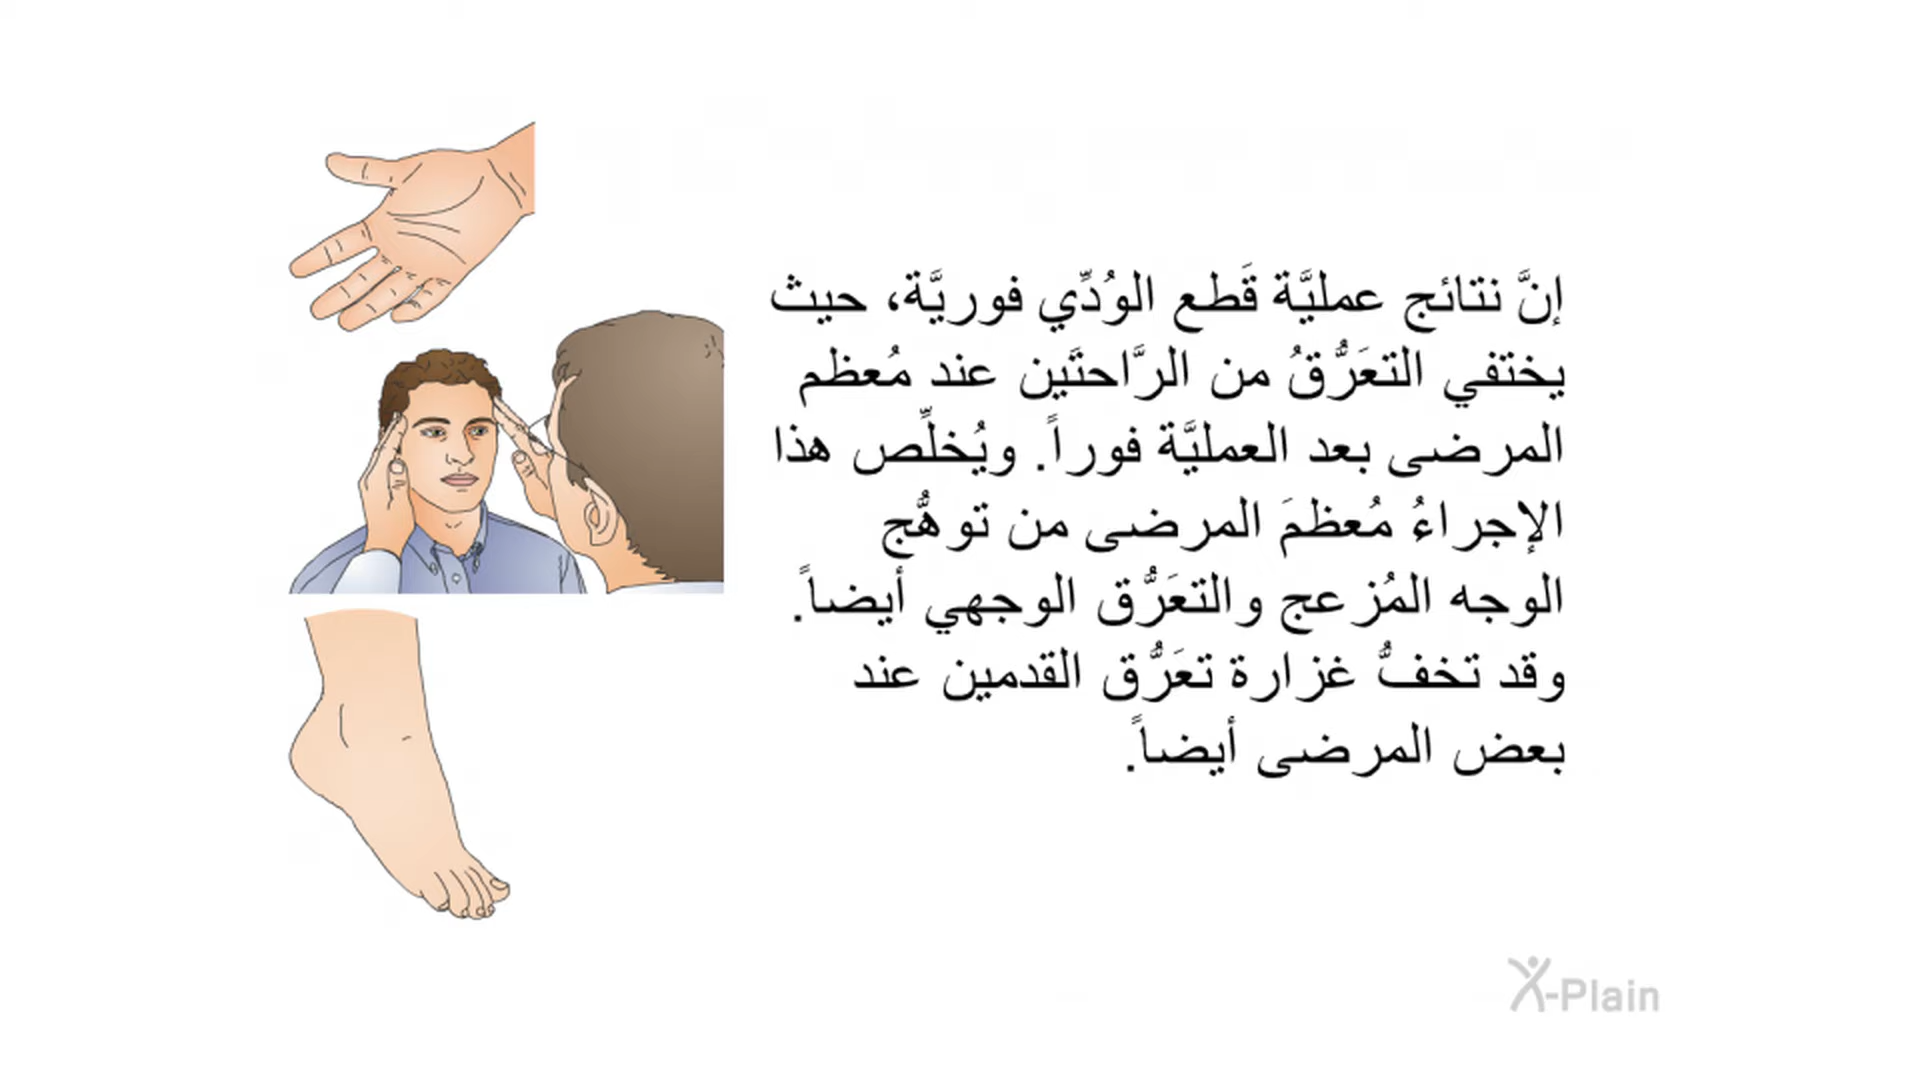 إنَّ نتائج عمليَّة قَطع الوُدِّي فوريَّة، حيث
يختفي التعَرُّقُ من الرَّاحتَين عند مُعظم
المرضى بعد العمليَّة فوراً. ويُخلِّص هذا
الإجراءُ مُعظمَ المرضى من توهُّج
الوجه المُزعج والتعَرُّق الوجهي أيضاً.
وقد تخفُّ غزارة تعَرُّق القدمين عند
بعض المرضى أيضاً.
X-Plain